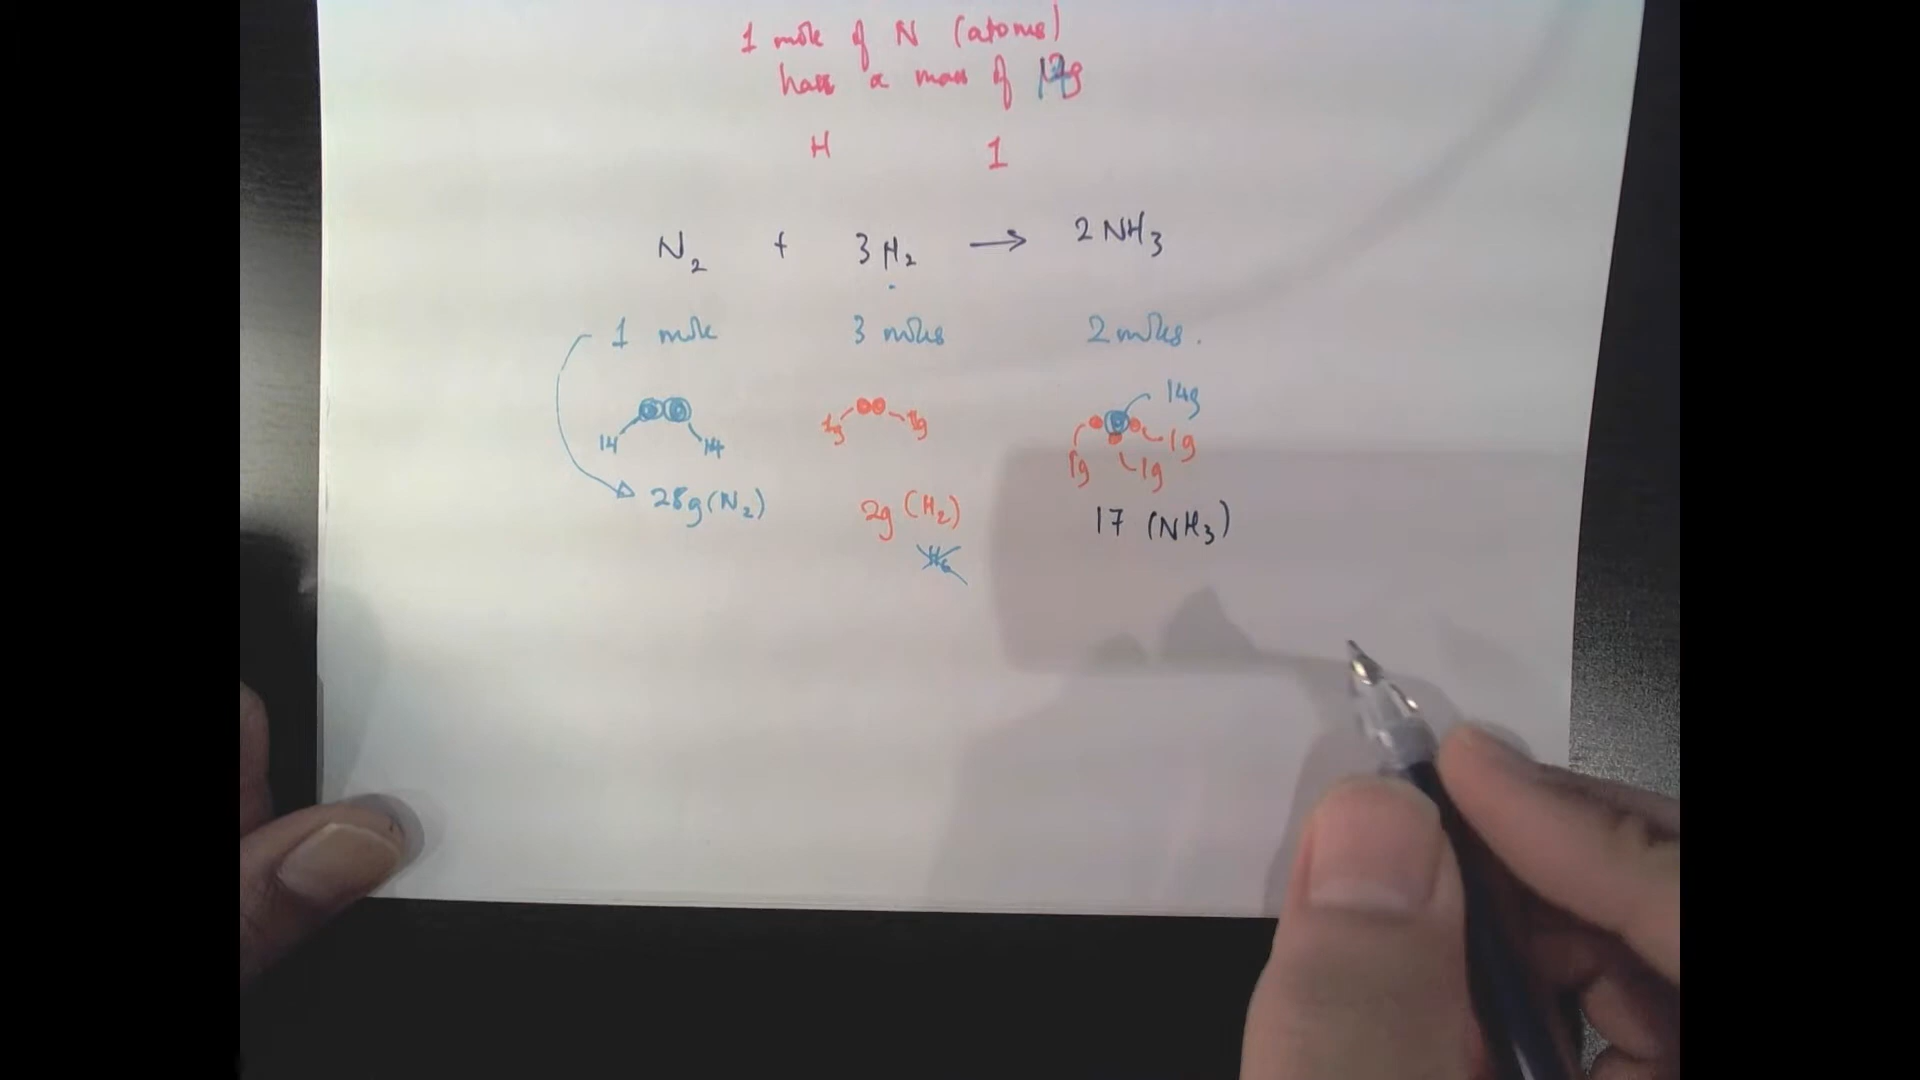 1 mole of N (atoms)
has a mass of 14g
H 1
N₂ + 3 H₂ → 2 NH₃
1 mole 3 moles 2 moles.
14g
14 14 1g 1g 1g 1g 1g
28g (N₂) 2g (H₂) 17 (NH₃)